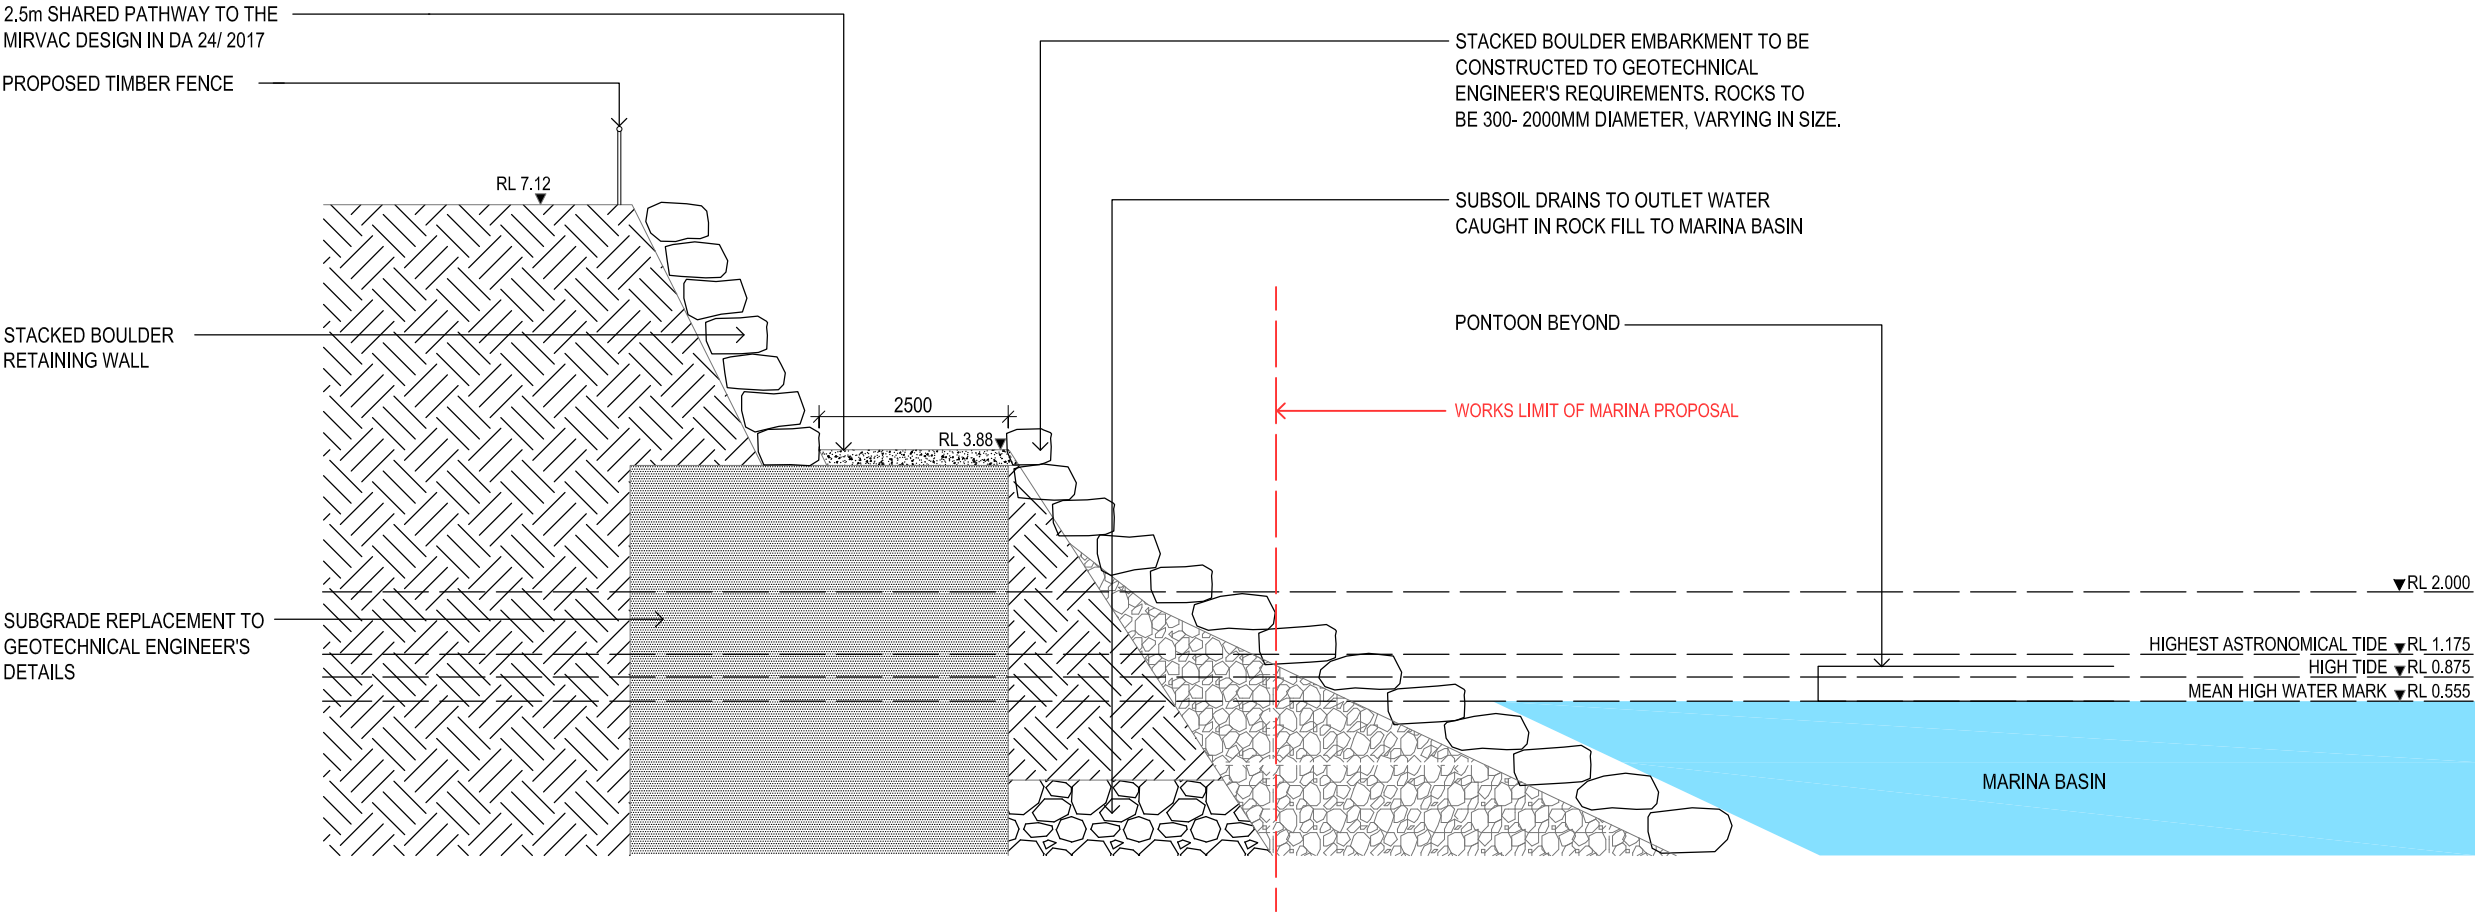 2.5m SHARED PATHWAY TO THE
MIRVAC DESIGN IN DA 24/ 2017
PROPOSED TIMBER FENCE
RL 7.12
STACKED BOULDER
RETAINING WALL
SUBGRADE REPLACEMENT TO
GEOTECHNICAL ENGINEER'S
DETAILS
2500
RL 3.88
STACKED BOULDER EMBARKMENT TO BE
CONSTRUCTED TO GEOTECHNICAL
ENGINEER'S REQUIREMENTS. ROCKS TO
BE 300- 2000MM DIAMETER, VARYING IN SIZE.
SUBSOIL DRAINS TO OUTLET WATER
CAUGHT IN ROCK FILL TO MARINA BASIN
PONTOON BEYOND
WORKS LIMIT OF MARINA PROPOSAL
RL 2.000
HIGHEST ASTRONOMICAL TIDE RL 1.175
HIGH TIDE RL 0.875
MEAN HIGH WATER MARK RL 0.555
MARINA BASIN